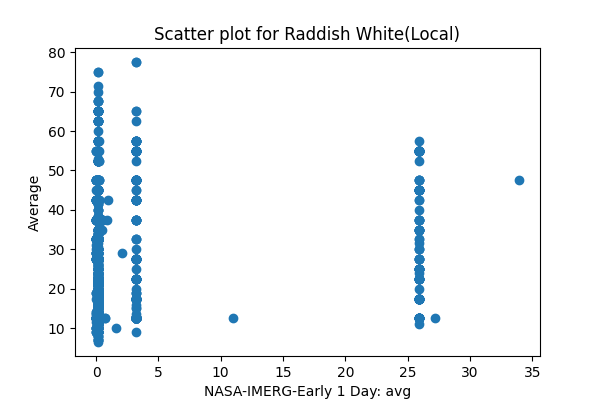 Scatter plot for Raddish White(Local)
80
70
60
50
40
30
20
10
Average
0 5 10 15 20 25 30 35
NASA-IMERG-Early 1 Day: avg